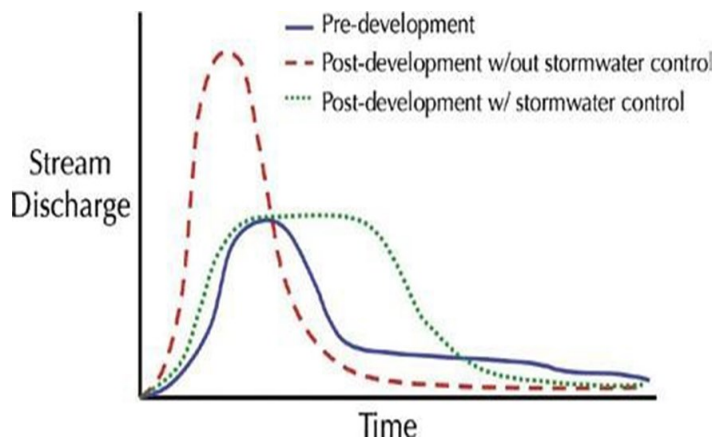 Pre-development
Post-development w/out stormwater control
Post-development w/ stormwater control
Stream
Discharge
Time